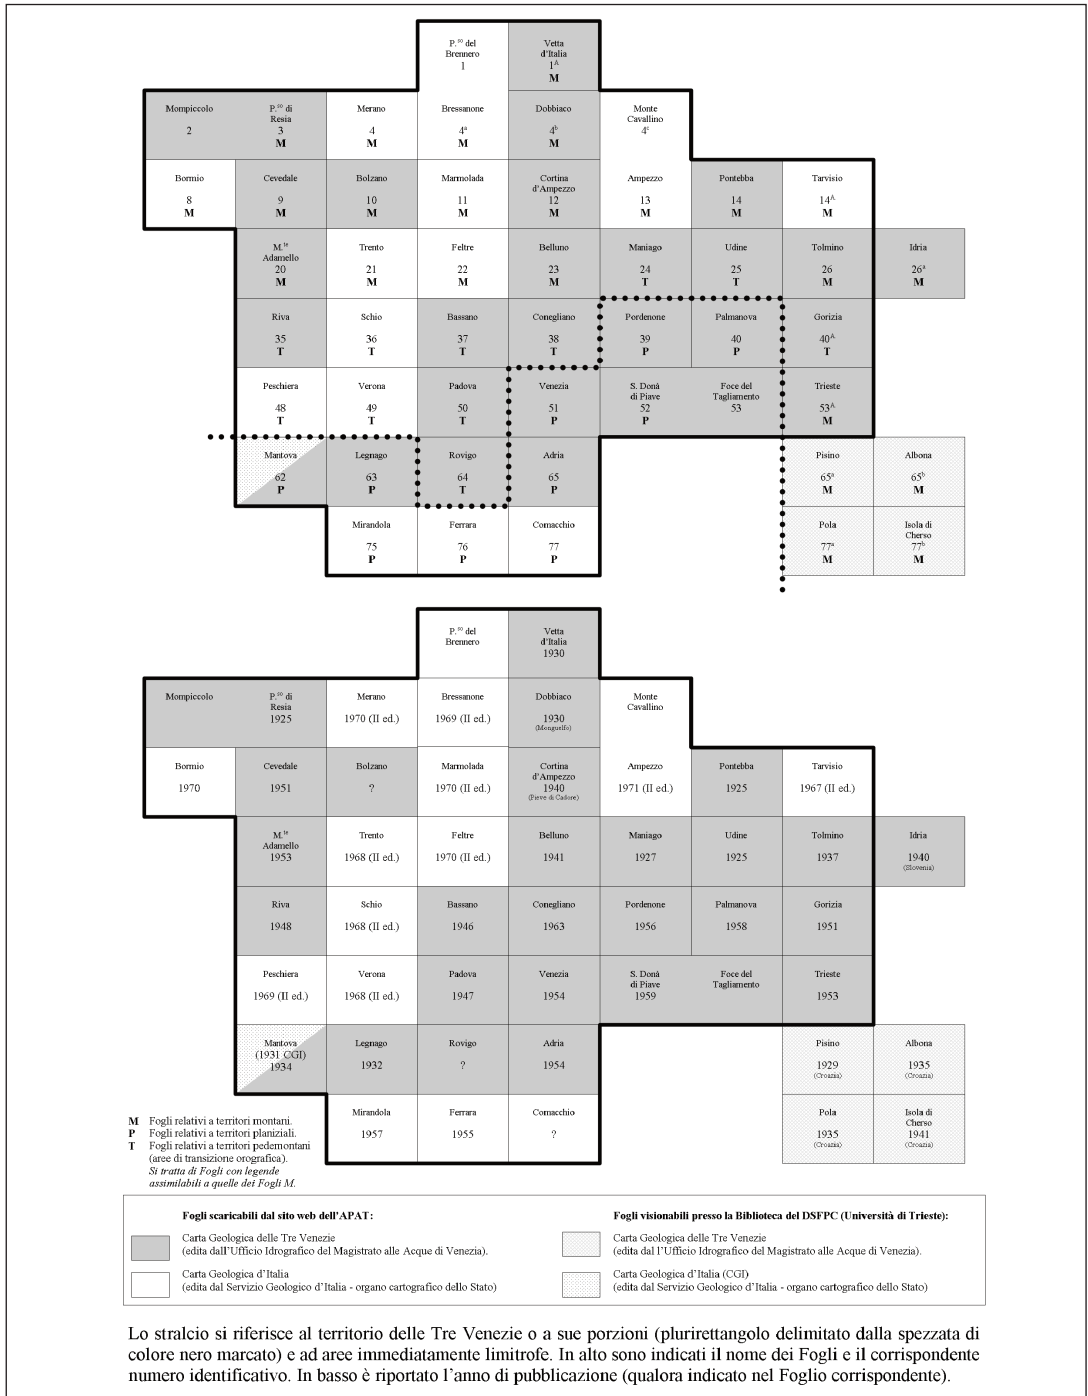 P.so del Brennero
1
Vetta d'Italia
1A
M
Mompiccolo
2
P.so di Resia
3
M
Merano
4
M
Bressanone
4a
M
Dobbiaco
4b
M
Monte Cavallino
4c
Bormio
8
M
Cevedale
9
M
Bolzano
10
M
Marmolada
11
M
Cortina d'Ampezzo
12
M
Ampezzo
13
M
Pontebba
14
M
Tarvisio
14A
M
M.te Adamello
20
M
Trento
21
M
Feltre
22
M
Belluno
23
M
Maniago
24
T
Udine
25
T
Tolmino
26
M
Idria
26a
M
Riva
35
T
Schio
36
T
Bassano
37
T
Conegliano
38
T
Pordenone
39
P
Palmanova
40
P
Gorizia
40A
T
Peschiera
48
T
Verona
49
T
Padova
50
T
Venezia
51
P
S. Donà di Piave
52
P
Foce del Tagliamento
53
Trieste
53A
M
Mantova
62
P
Legnago
63
P
Rovigo
64
T
Adria
65
P
Pisino
65a
M
Albona
65b
M
Mirandola
75
P
Ferrara
76
P
Comacchio
77
P
Pola
77a
M
Isola di Cherso
77b
M
P.so del Brennero
Vetta d'Italia
1930
Mompiccolo
P.so di Resia
1925
Merano
1970 (II ed.)
Bressanone
1969 (II ed.)
Dobbiaco
1930
(Monguelfo)
Monte Cavallino
Bormio
1970
Cevedale
1951
Bolzano
?
Marmolada
1970 (II ed.)
Cortina d'Ampezzo
1940
(Pieve di Cadore)
Ampezzo
1971 (II ed.)
Pontebba
1925
Tarvisio
1967 (II ed.)
M.te Adamello
1953
Trento
1968 (II ed.)
Feltre
1970 (II ed.)
Belluno
1941
Maniago
1927
Udine
1925
Tolmino
1937
Idria
1940
(Slovenia)
Riva
1948
Schio
1968 (II ed.)
Bassano
1946
Conegliano
1963
Pordenone
1956
Palmanova
1958
Gorizia
1951
Peschiera
1969 (II ed.)
Verona
1968 (II ed.)
Padova
1947
Venezia
1954
S. Donà di Piave
1959
Foce del Tagliamento
Trieste
1953
Mantova
(1931 CGI)
1934
Legnago
1932
Rovigo
?
Adria
1954
Pisino
1929
(Croazia)
Albona
1935
(Croazia)
Mirandola
1957
Ferrara
1955
Comacchio
?
Pola
1935
(Croazia)
Isola di Cherso
1941
(Croazia)
M Fogli relativi a territori montani.
P Fogli relativi a territori planiziali.
T Fogli relativi a territori pedemontani
(aree di transizione orografica).
Si tratta di Fogli con legende
assimilabili a quelle dei Fogli M.
Fogli scaricabili dal sito web dell'APAT:
Carta Geologica delle Tre Venezie
(edita dall'Ufficio Idrografico del Magistrato alle Acque di Venezia).
Carta Geologica d'Italia
(edita dal Servizio Geologico d'Italia - organo cartografico dello Stato)
Fogli visionabili presso la Biblioteca del DSFPC (Università di Trieste):
Carta Geologica delle Tre Venezie
(edita dal l'Ufficio Idrografico del Magistrato alle Acque di Venezia).
Carta Geologica d'Italia (CGI)
(edita dal Servizio Geologico d'Italia - organo cartografico dello Stato)
Lo stralcio si riferisce al territorio delle Tre Venezie o a sue porzioni (plurirettangolo delimitato dalla spezzata di
colore nero marcato) e ad aree immediatamente limitrofe. In alto sono indicati il nome dei Fogli e il corrispondente
numero identificativo. In basso è riportato l'anno di pubblicazione (qualora indicato nel Foglio corrispondente).